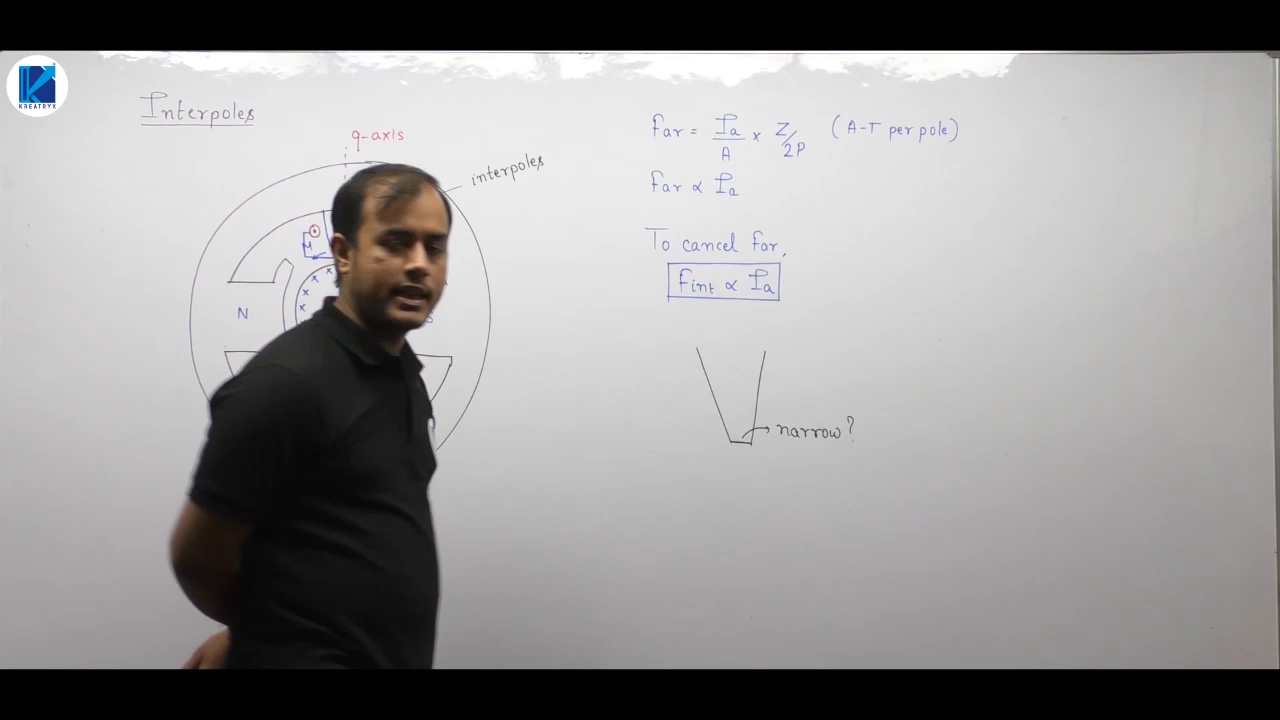 KREATRYX
Interpoles
q-axis
interpoles
N
Far = Ia/A × Z/2P (A-T per pole)
Far ∝ Ia
To cancel Far,
Fint ∝ Ia
narrow?